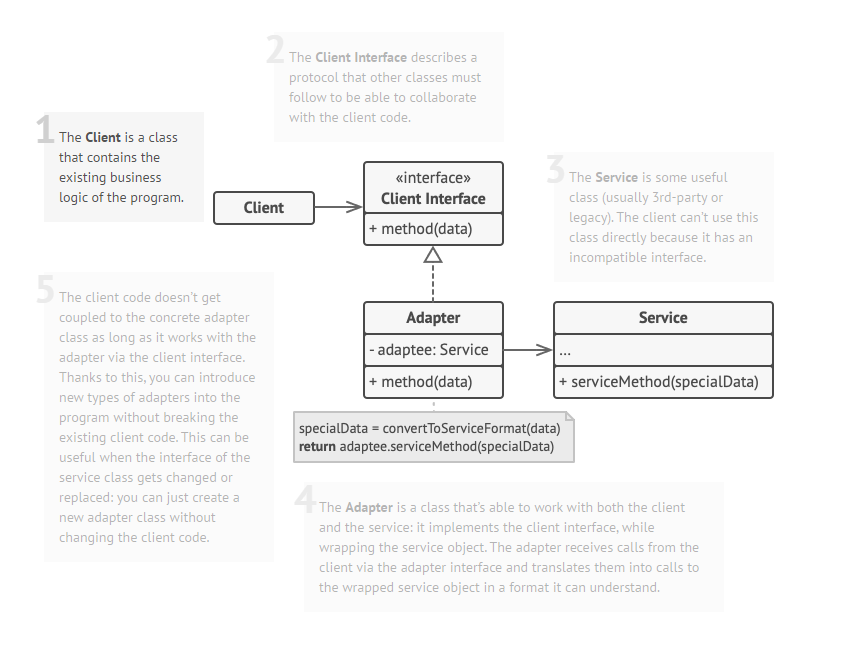 2
The Client Interface describes a
protocol that other classes must
follow to be able to collaborate
with the client code.
1
The Client is a class
that contains the
existing business
logic of the program.
3
The Service is some useful
class (usually 3rd-party or
legacy). The client can't use this
class directly because it has an
incompatible interface.
Client
«interface»
Client Interface
+ method(data)
5
The client code doesn't get
coupled to the concrete adapter
class as long as it works with the
adapter via the client interface.
Thanks to this, you can introduce
new types of adapters into the
program without breaking the
existing client code. This can be
useful when the interface of the
service class gets changed or
replaced: you can just create a
new adapter class without
changing the client code.
Adapter
- adaptee: Service
+ method(data)
Service
...
+ serviceMethod(specialData)
specialData = convertToServiceFormat(data)
return adaptee.serviceMethod(specialData)
4
The Adapter is a class that's able to work with both the client
and the service: it implements the client interface, while
wrapping the service object. The adapter receives calls from the
client via the adapter interface and translates them into calls to
the wrapped service object in a format it can understand.